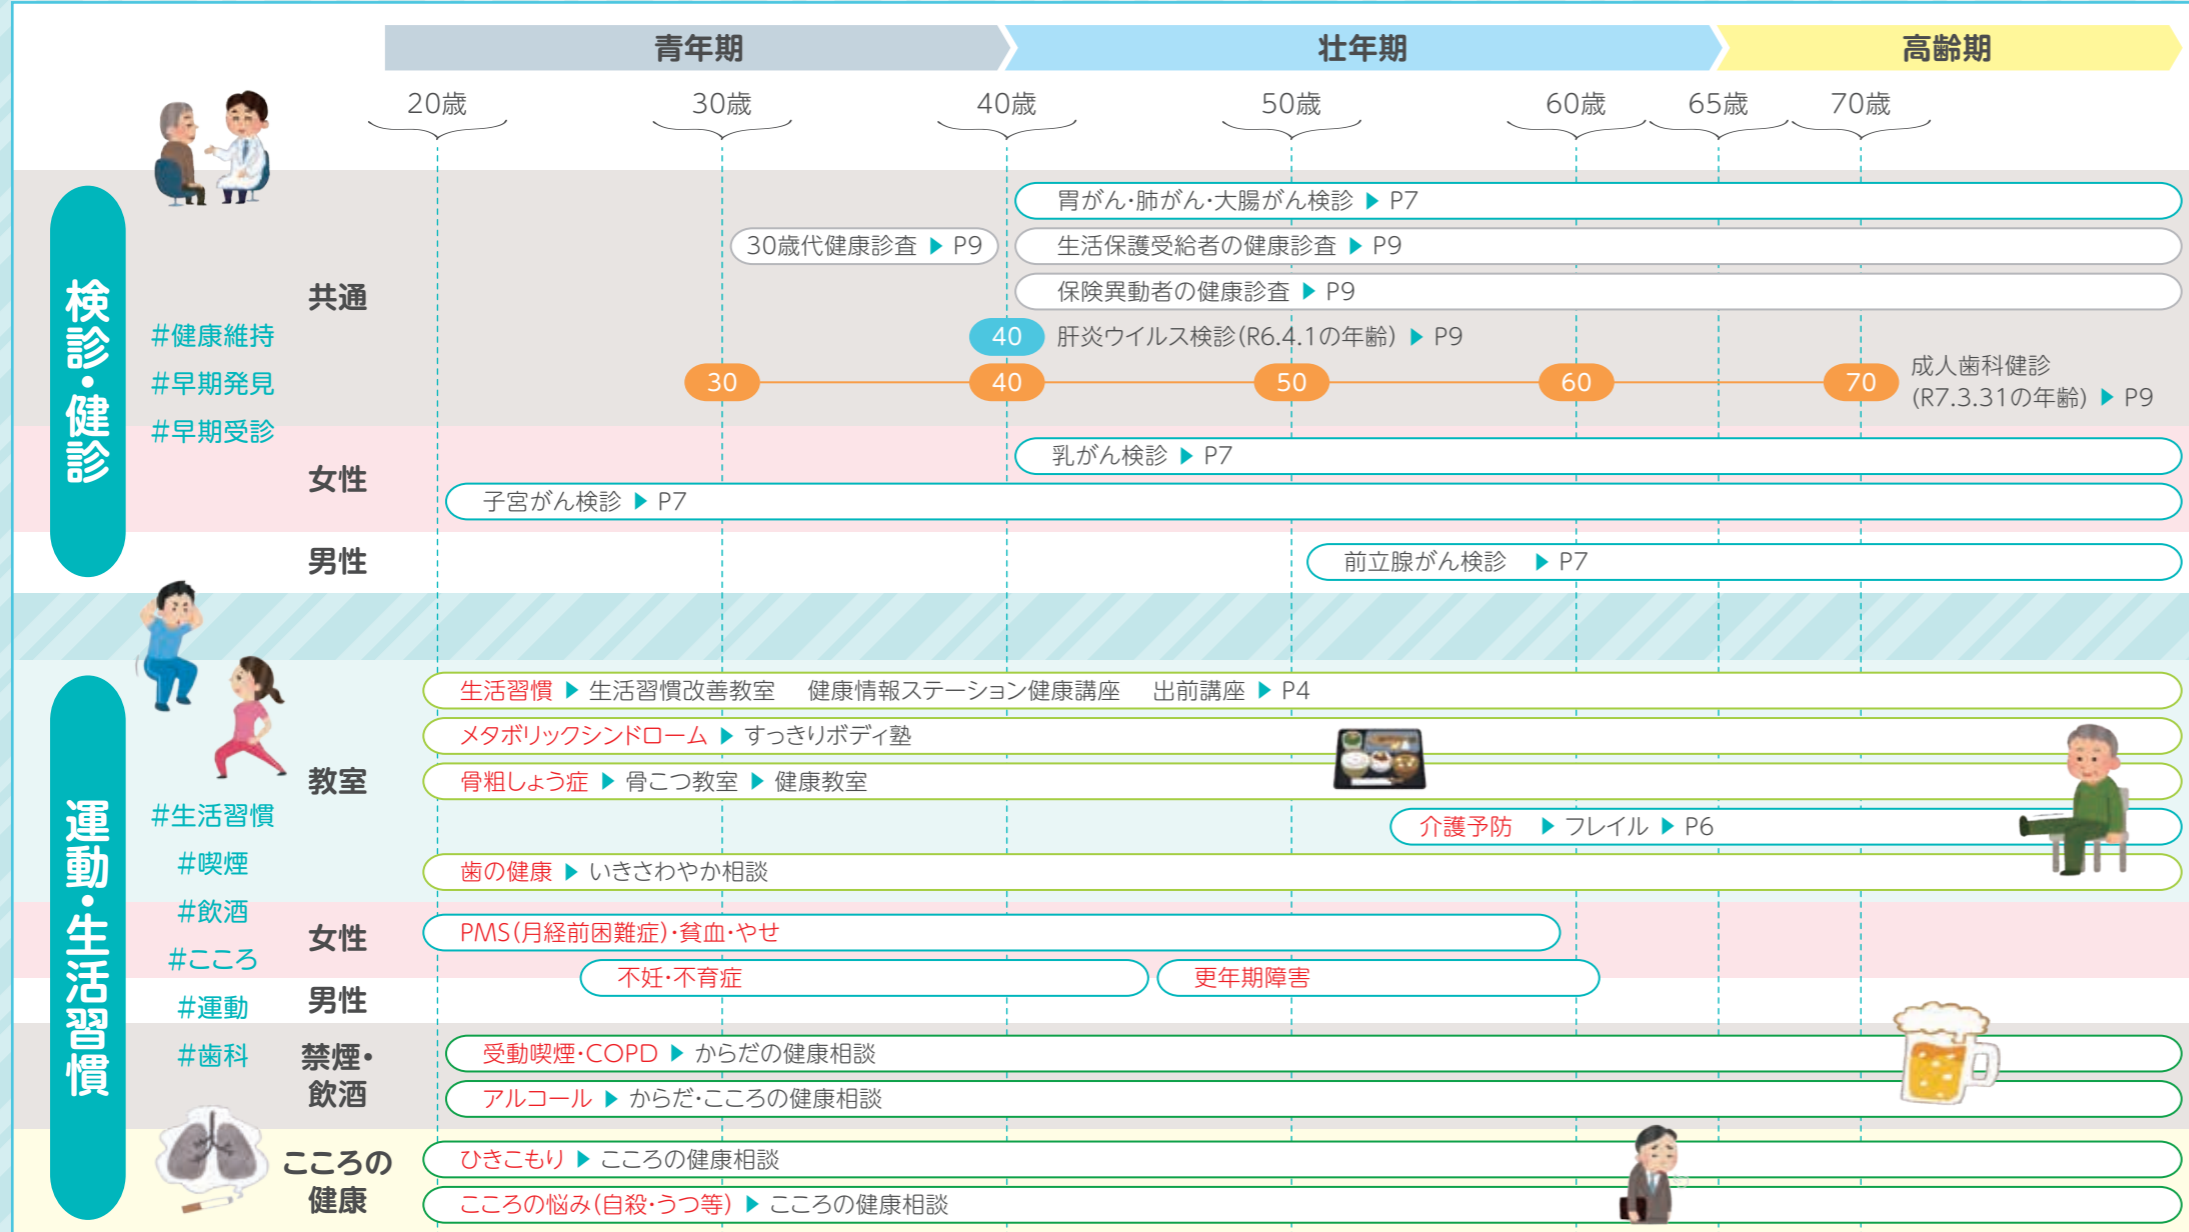 青年期 壮年期 高齢期
20歳 30歳 40歳 50歳 60歳 65歳 70歳
検診・健診
#健康維持
#早期発見
#早期受診
共通
胃がん・肺がん・大腸がん検診 ▶ P7
30歳代健康診査 ▶ P9
生活保護受給者の健康診査 ▶ P9
保険異動者の健康診査 ▶ P9
40 肝炎ウイルス検診(R6.4.1の年齢) ▶ P9
30 40 50 60 70 成人歯科健診
(R7.3.31の年齢) ▶ P9
女性
乳がん検診 ▶ P7
子宮がん検診 ▶ P7
男性
前立腺がん検診 ▶ P7
運動・生活習慣
#生活習慣
#喫煙
#飲酒
#こころ
#運動
#歯科
教室
生活習慣 ▶ 生活習慣改善教室 健康情報ステーション健康講座 出前講座 ▶ P4
メタボリックシンドローム ▶ すっきりボディ塾
骨粗しょう症 ▶ 骨こつ教室 ▶ 健康教室
介護予防 ▶ フレイル ▶ P6
歯の健康 ▶ いきさわやか相談
女性
PMS(月経前困難症)・貧血・やせ
不妊・不育症
更年期障害
男性
禁煙・
飲酒
受動喫煙・COPD ▶ からだの健康相談
アルコール ▶ からだ・こころの健康相談
こころの
健康
ひきこもり ▶ こころの健康相談
こころの悩み(自殺・うつ等) ▶ こころの健康相談